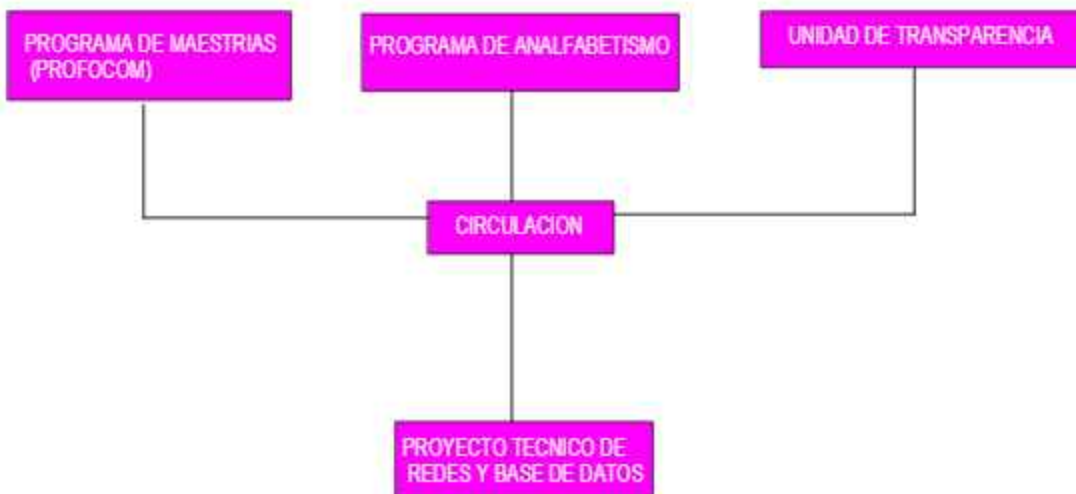 PROGRAMA DE MAESTRIAS
(PROFOCOM)
PROGRAMA DE ANALFABETISMO
UNIDAD DE TRANSPARENCIA
CIRCULACION
PROYECTO TECNICO DE
REDES Y BASE DE DATOS